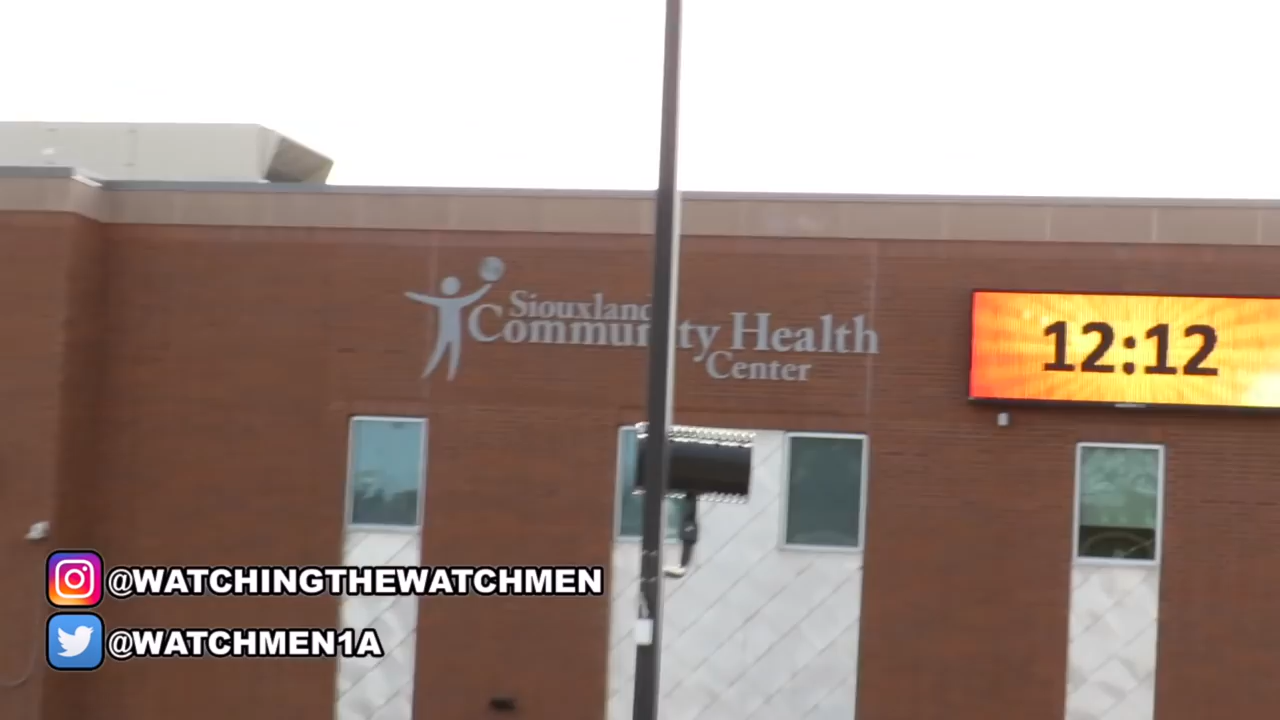 Siouxland
Community Health
Center
12:12
@WATCHINGTHEWATCHMEN
@WATCHMEN1A